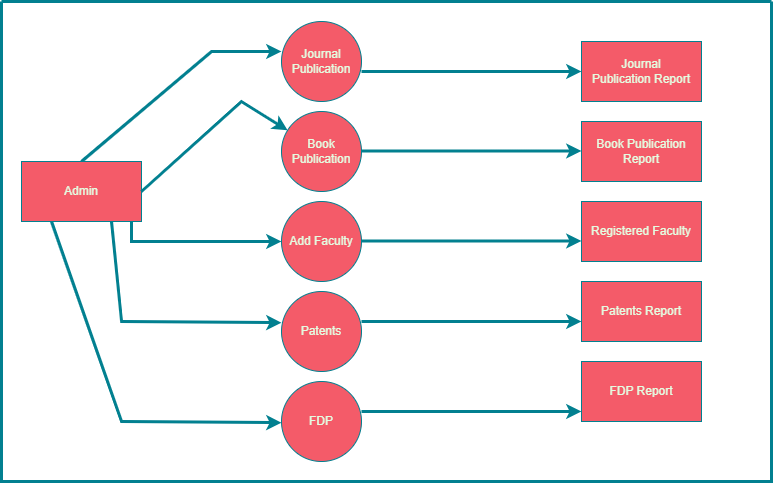 Journal
Publication
Journal
Publication Report
Book
Publication
Book Publication
Report
Admin
Add Faculty
Registered Faculty
Patents
Patents Report
FDP
FDP Report